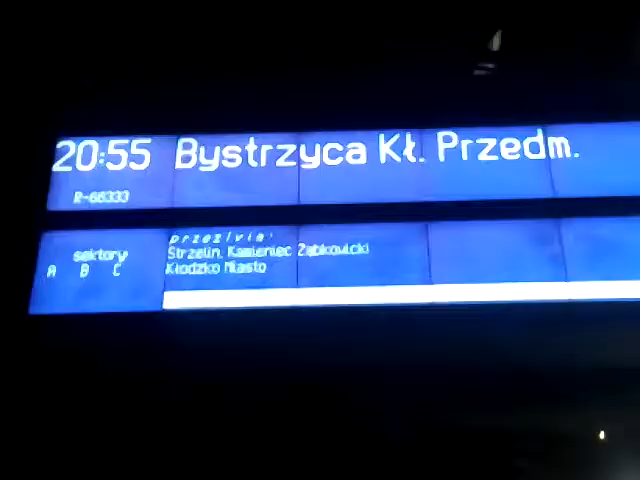 20:55 Bystrzyca Kł. Przedm.
R-66333
przez/via:
sektory
Strzelin, Kamieniec Ząbkowicki
A B C
Kłodzko Miasto